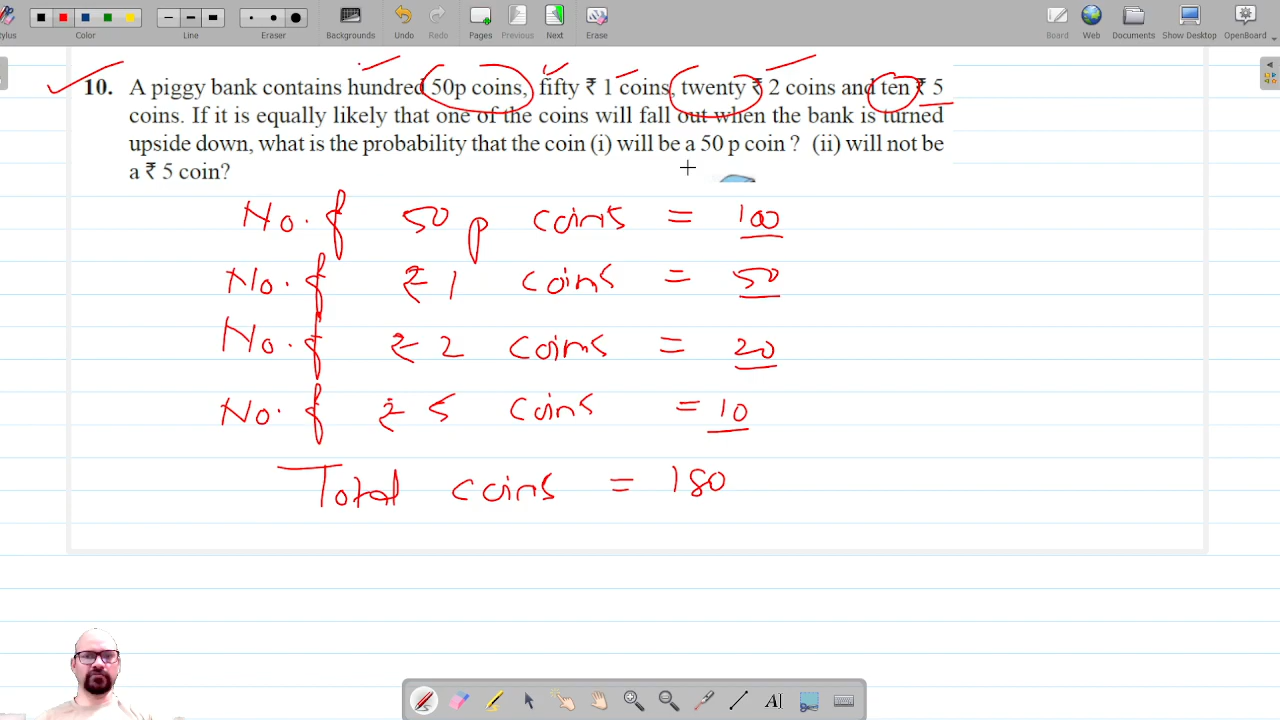 Stylus
Color
Line
Eraser
Backgrounds
Undo
Redo
Pages
Previous
Next
Erase
Board
Web
Documents
Show Desktop
OpenBoard
10. A piggy bank contains hundred 50p coins, fifty ₹ 1 coins, twenty ₹ 2 coins and ten ₹ 5
coins. If it is equally likely that one of the coins will fall out when the bank is turned
upside down, what is the probability that the coin (i) will be a 50 p coin ? (ii) will not be
a ₹ 5 coin?
No. of 50 p coins = 100
No. of ₹ 1 coins = 50
No. of ₹ 2 coins = 20
No. of ₹ 5 coins = 10
Total coins = 180